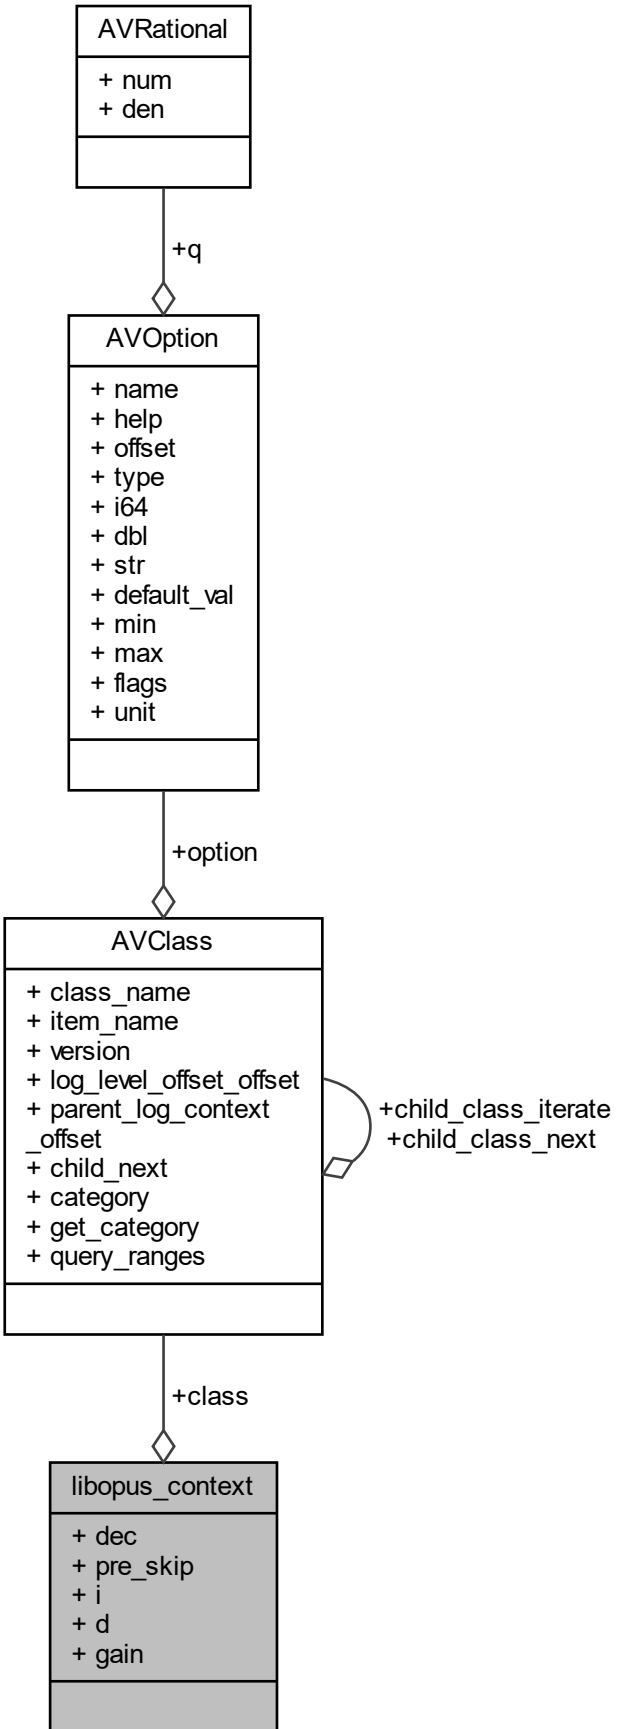 AVRational
+ num
+ den
+q
AVOption
+ name
+ help
+ offset
+ type
+ i64
+ dbl
+ str
+ default_val
+ min
+ max
+ flags
+ unit
+option
AVClass
+ class_name
+ item_name
+ version
+ log_level_offset_offset
+ parent_log_context
_offset
+ child_next
+ category
+ get_category
+ query_ranges
+child_class_iterate
+child_class_next
+class
libopus_context
+ dec
+ pre_skip
+ i
+ d
+ gain